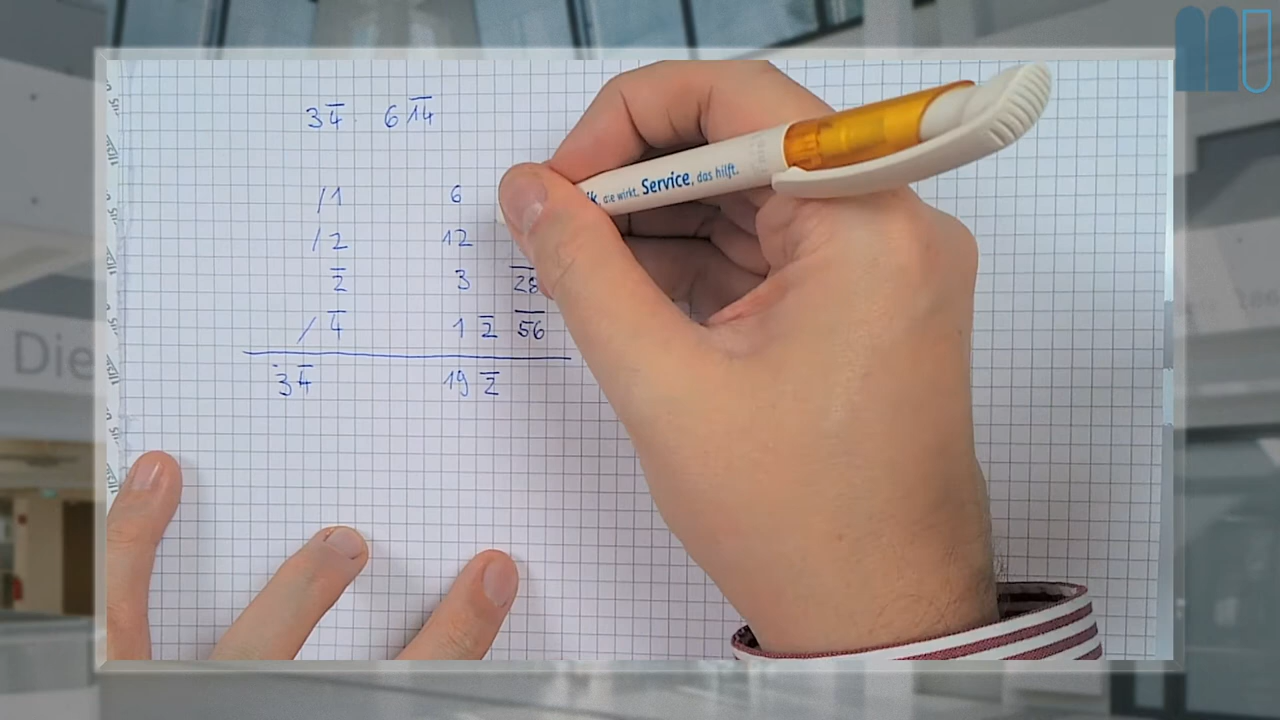 3 4̅ · 6 1̅4̅
/1 6
/2 12
2̅ 3 2̅8̅
/ 4̅ 1 2̅ 5̅6̅
3 4̅ 19 2̅
die wirkt. Service, das hilft.
Die